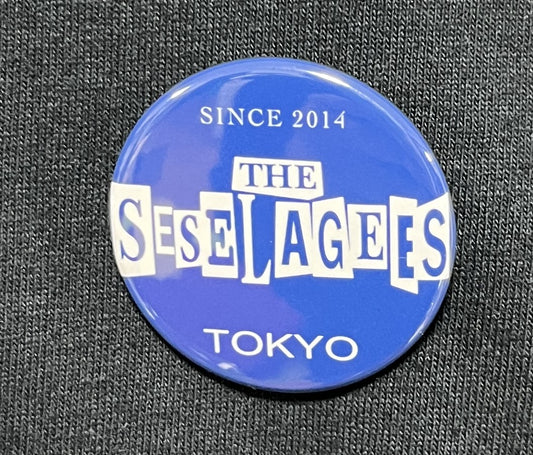 SINCE 2014
THE
SESELAGEES
TOKYO